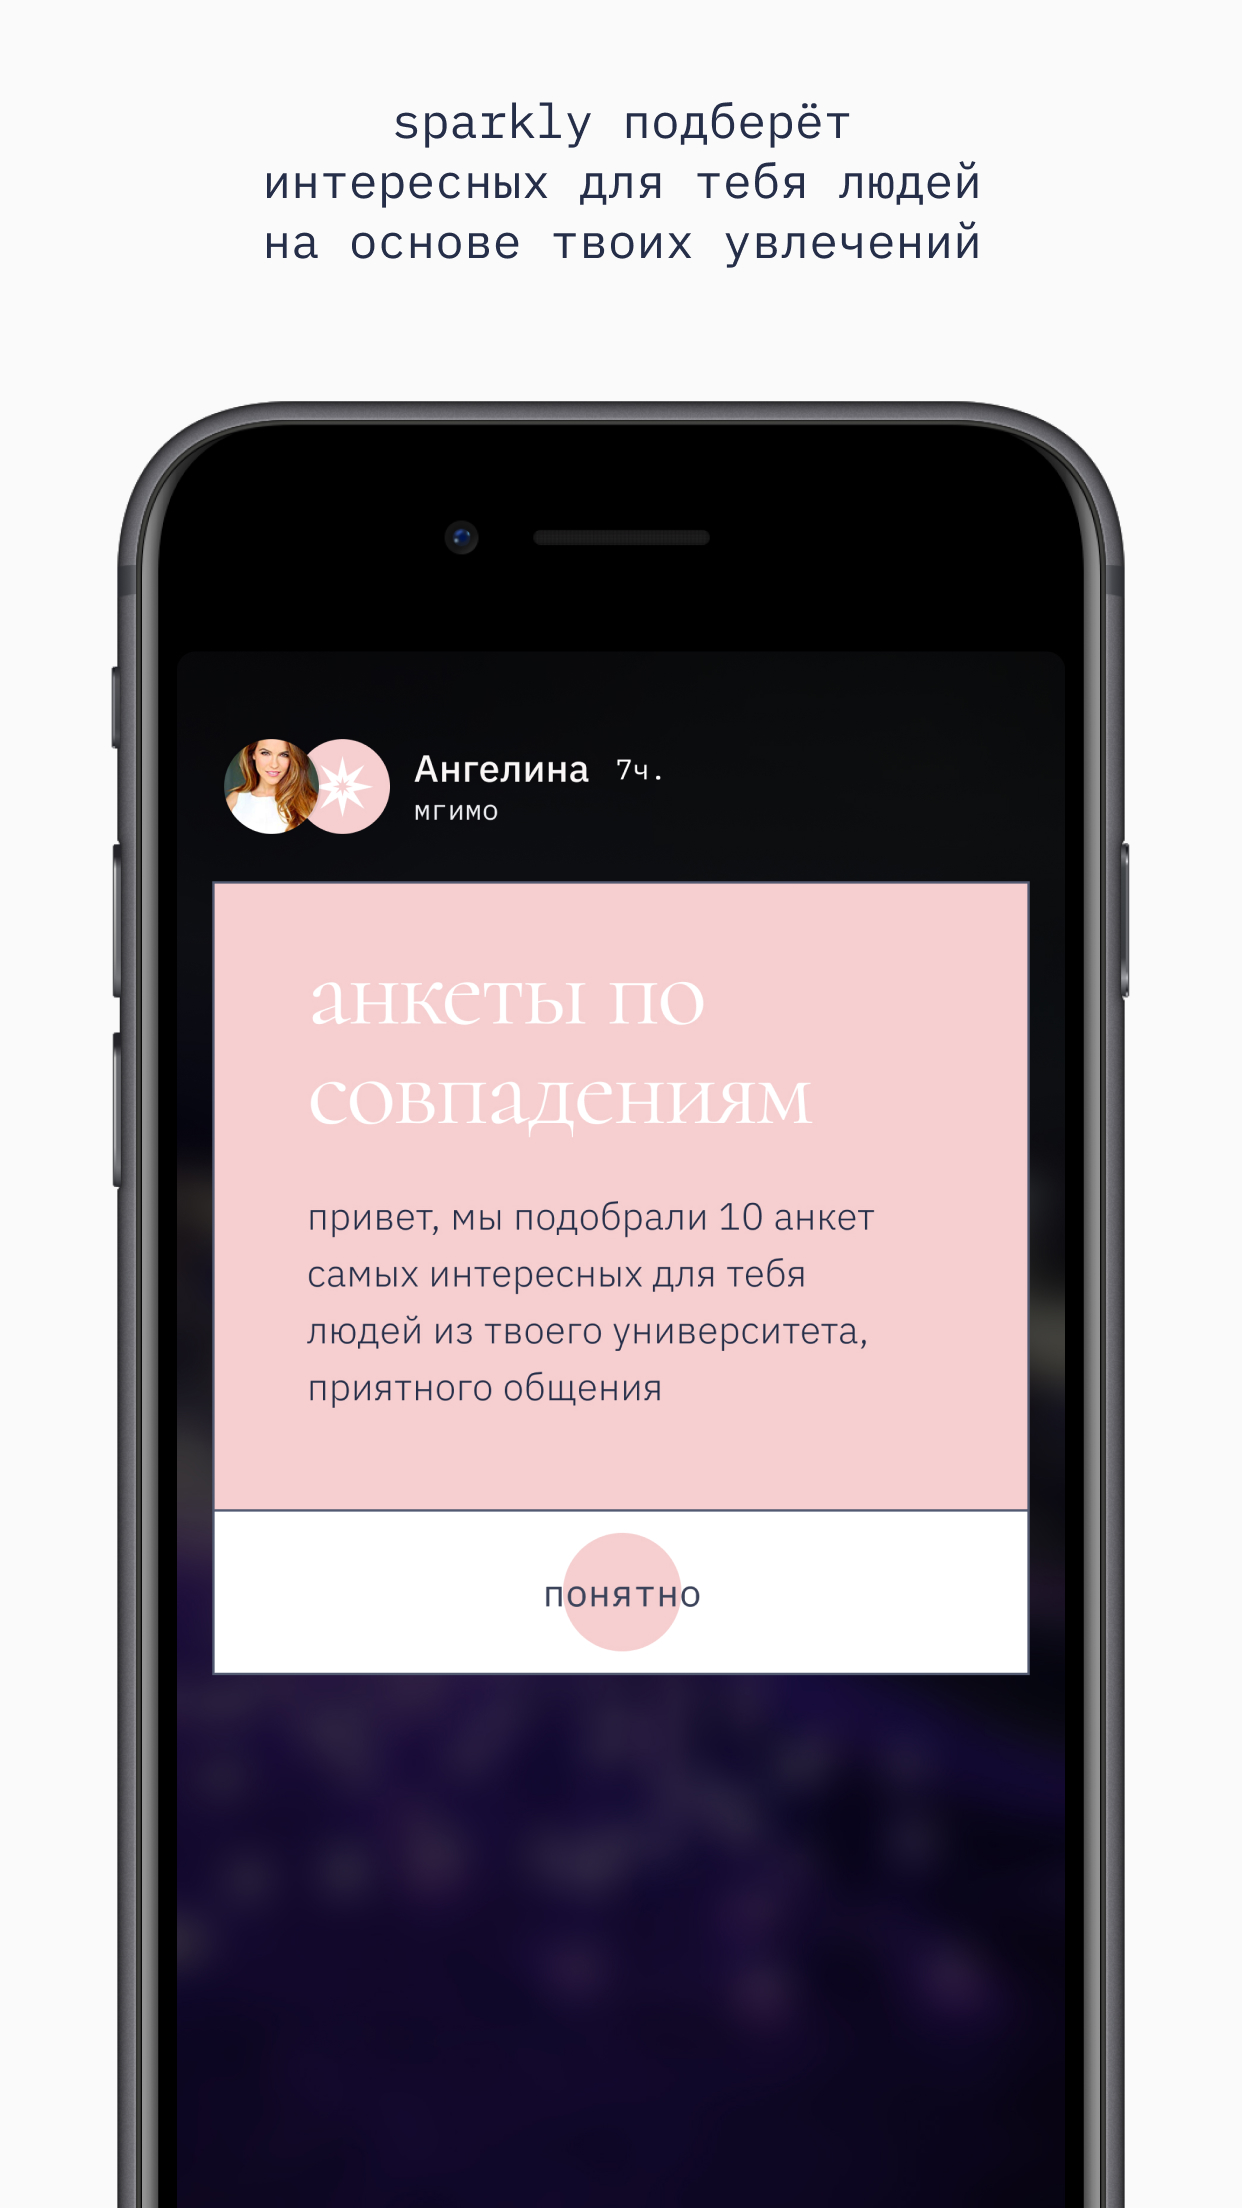 sparkly подберёт
интересных для тебя людей
на основе твоих увлечений
Ангелина 7ч.
мгимо
анкеты по
совпадениям
привет, мы подобрали 10 анкет
самых интересных для тебя
людей из твоего университета,
приятного общения
понятно